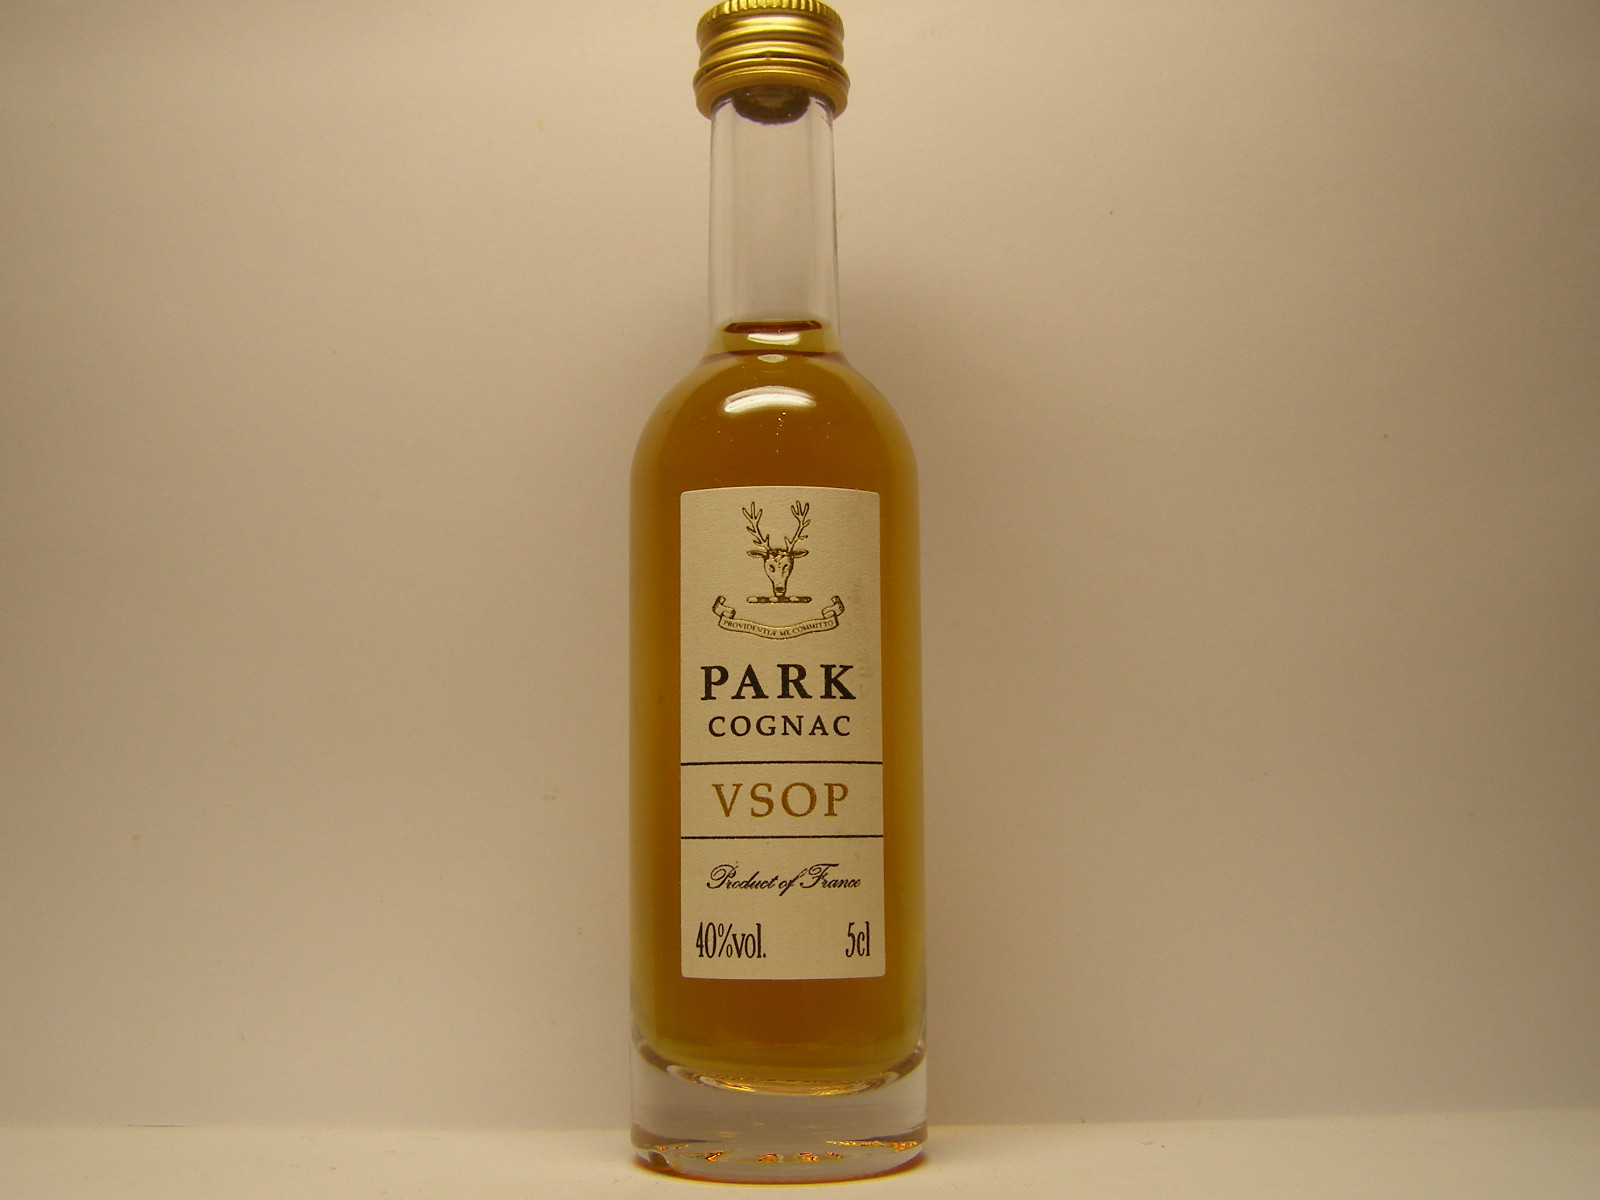 PROVIDENTIÆ ME COMMITTO
PARK
COGNAC
VSOP
Product of France
40%vol. 5cl